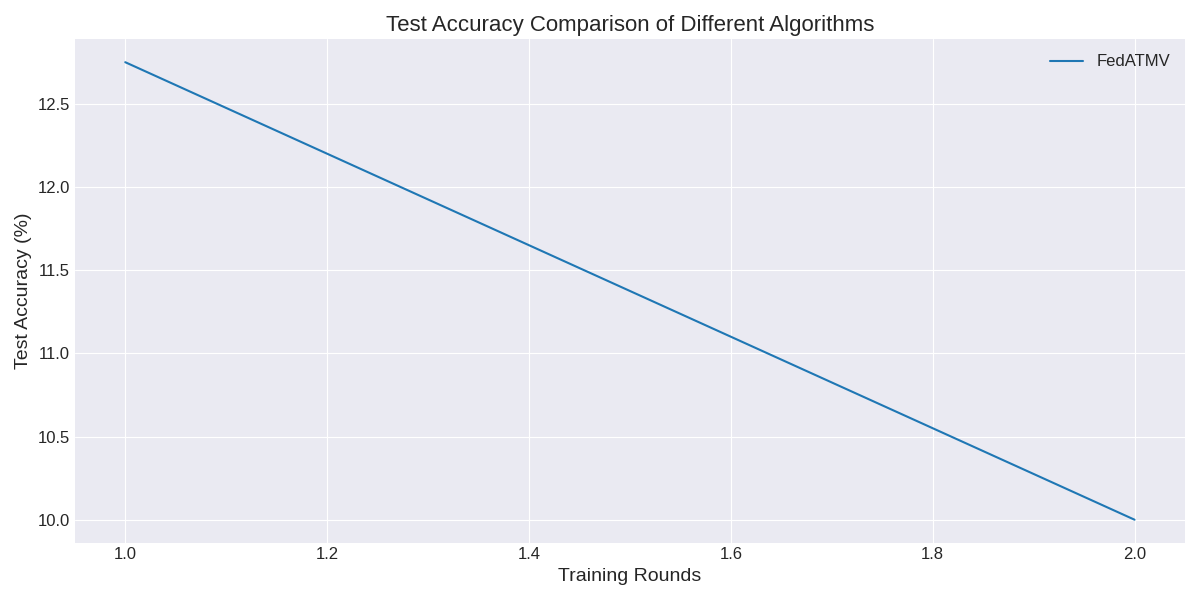 Test Accuracy Comparison of Different Algorithms
FedATMV
Test Accuracy (%)
12.5
12.0
11.5
11.0
10.5
10.0
1.0 1.2 1.4 1.6 1.8 2.0
Training Rounds